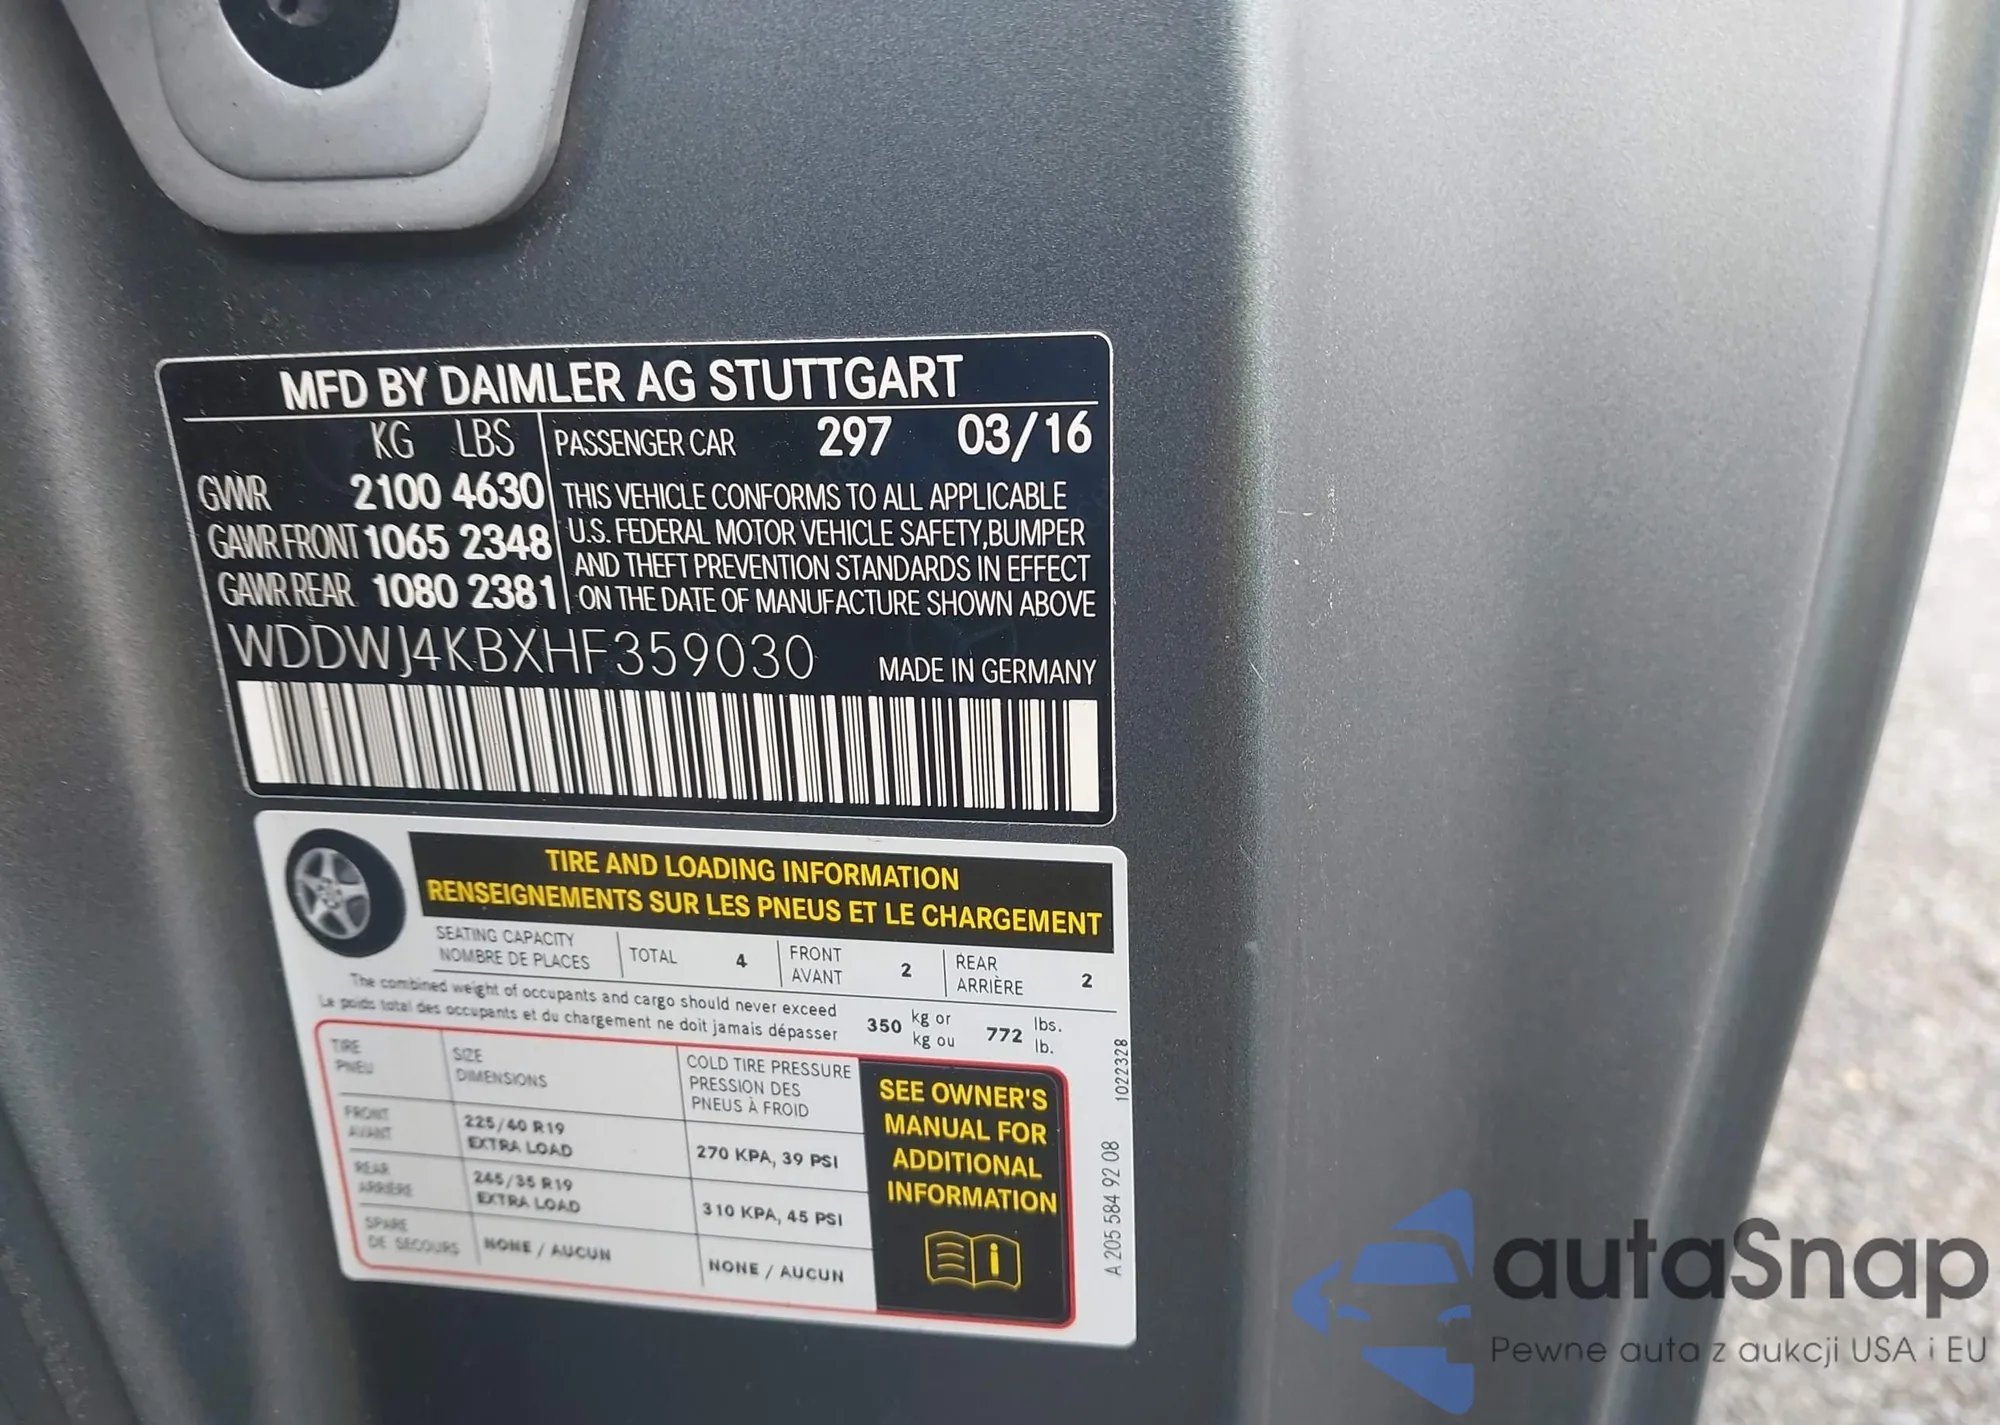 MFD BY DAIMLER AG STUTTGART
KG LBS
GVWR 2100 4630
GAWR FRONT 1065 2348
GAWR REAR 1080 2381
PASSENGER CAR 297 03/16
THIS VEHICLE CONFORMS TO ALL APPLICABLE
U.S. FEDERAL MOTOR VEHICLE SAFETY,BUMPER
AND THEFT PREVENTION STANDARDS IN EFFECT
ON THE DATE OF MANUFACTURE SHOWN ABOVE
WDDWJ4KBXHF359030 MADE IN GERMANY
TIRE AND LOADING INFORMATION
RENSEIGNEMENTS SUR LES PNEUS ET LE CHARGEMENT
SEATING CAPACITY
NOMBRE DE PLACES
TOTAL 4
FRONT
AVANT
2
REAR
ARRIÈRE
2
The combined weight of occupants and cargo should never exceed
Le poids total des occupants et du chargement ne doit jamais dépasser
350
kg or
kg ou
772
lbs.
lb.
TIRE
PNEU
SIZE
DIMENSIONS
COLD TIRE PRESSURE
PRESSION DES
PNEUS À FROID
FRONT
AVANT
225/40 R19
EXTRA LOAD
270 KPA, 39 PSI
REAR
ARRIÈRE
245/35 R19
EXTRA LOAD
310 KPA, 45 PSI
SPARE
DE SECOURS
NONE / AUCUN
NONE / AUCUN
SEE OWNER'S
MANUAL FOR
ADDITIONAL
INFORMATION
A 205 584 92 08 1022328
autaSnap
Pewne auta z aukcji USA i EU